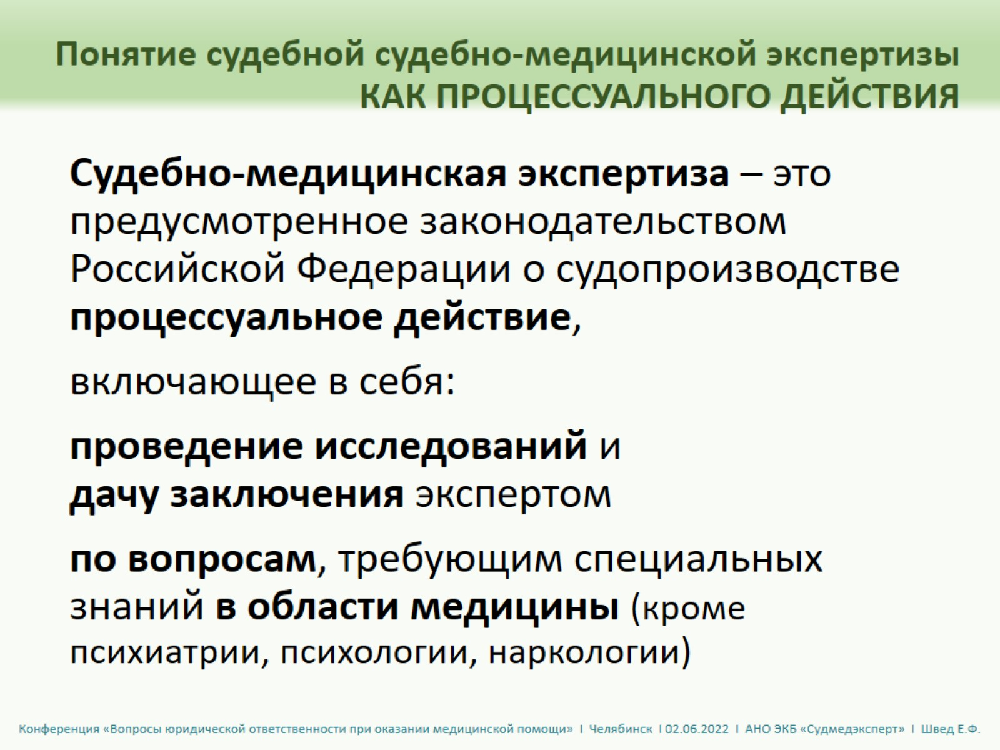 Понятие судебной судебно-медицинской экспертизы
КАК ПРОЦЕССУАЛЬНОГО ДЕЙСТВИЯ
Судебно-медицинская экспертиза – это
предусмотренное законодательством
Российской Федерации о судопроизводстве
процессуальное действие,
включающее в себя:
проведение исследований и
дачу заключения экспертом
по вопросам, требующим специальных
знаний в области медицины (кроме
психиатрии, психологии, наркологии)
Конференция «Вопросы юридической ответственности при оказании медицинской помощи» I Челябинск I 02.06.2022 I АНО ЭКБ «Судмедэксперт» I Швед Е.Ф.